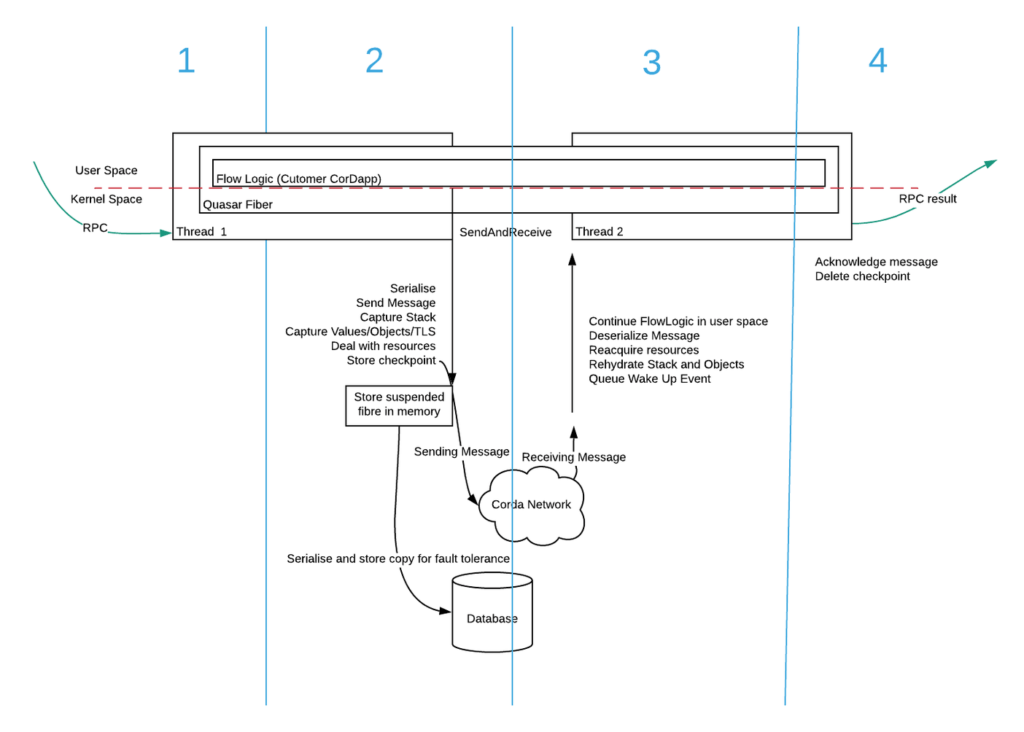 1
2
3
4
User Space
Flow Logic (Cutomer CorDapp)
Kernel Space
Quasar Fiber
RPC result
RPC
Thread 1
SendAndReceive
Thread 2
Acknowledge message
Delete checkpoint
Serialise
Send Message
Capture Stack
Capture Values/Objects/TLS
Deal with resources
Store checkpoint
Continue FlowLogic in user space
Deserialize Message
Reacquire resources
Rehydrate Stack and Objects
Queue Wake Up Event
Store suspended
fibre in memory
Sending Message
Receiving Message
Corda Network
Serialise and store copy for fault tolerance
Database